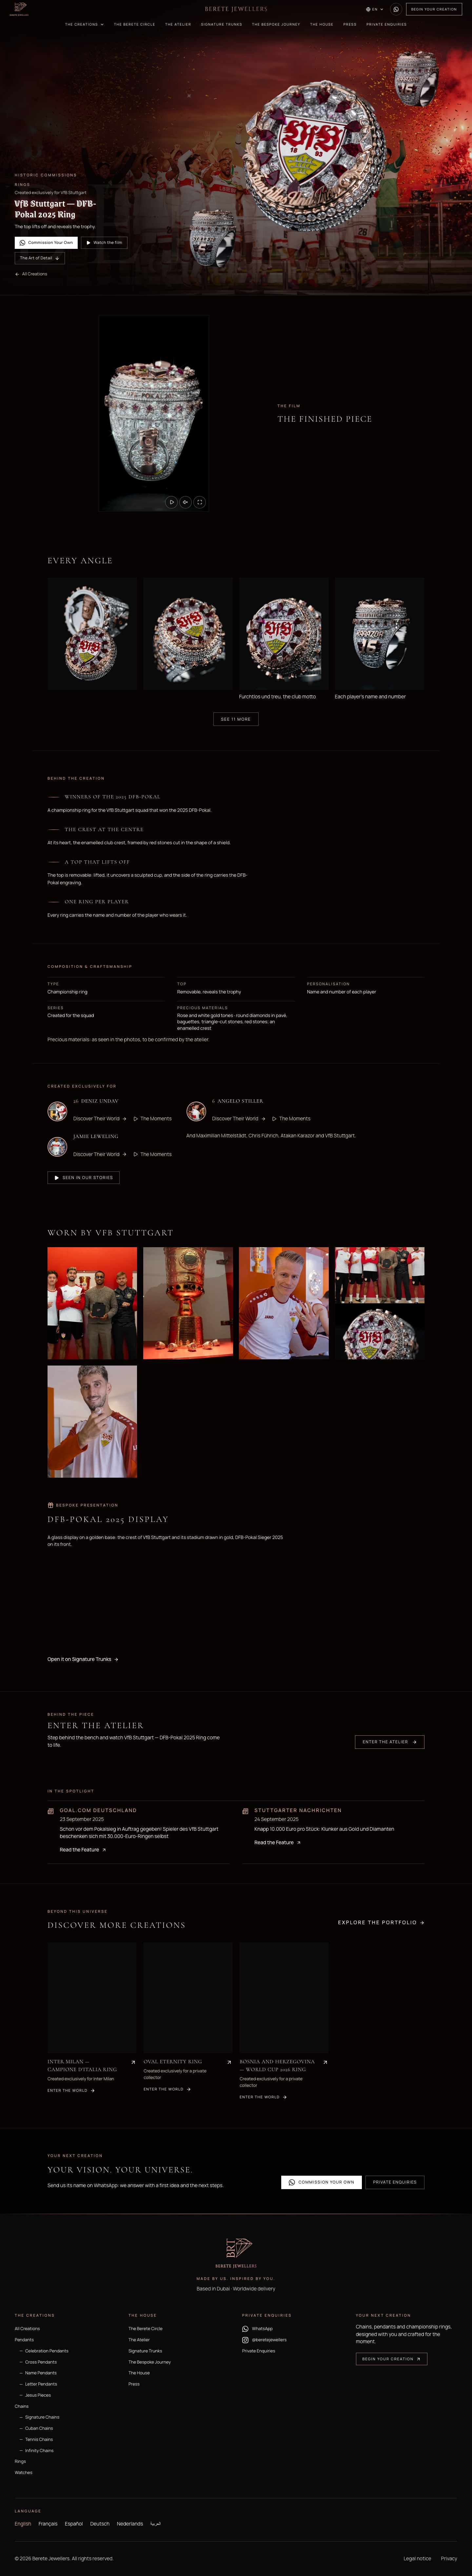 BERETE JEWELLERS
EN
BEGIN YOUR CREATION
THE CREATIONS
THE BERETE CIRCLE
THE ATELIER
SIGNATURE TRUNKS
THE BESPOKE JOURNEY
THE HOUSE
PRESS
PRIVATE ENQUIRIES
HISTORIC COMMISSIONS
RINGS
Created exclusively for VfB Stuttgart
VfB Stuttgart — DFB-
Pokal 2025 Ring
The top lifts off and reveals the trophy.
Commission Your Own
Watch the film
The Art of Detail
All Creations
THE FILM
THE FINISHED PIECE
EVERY ANGLE
Furchtlos und treu, the club motto
Each player's name and number
SEE 11 MORE
BEHIND THE CREATION
WINNERS OF THE 2025 DFB-POKAL
A championship ring for the VfB Stuttgart squad that won the 2025 DFB-Pokal.
THE CREST AT THE CENTRE
At its heart, the enamelled club crest, framed by red stones cut in the shape of a shield.
A TOP THAT LIFTS OFF
The top is removable: lifted, it uncovers a sculpted cup, and the side of the ring carries the DFB-
Pokal engraving.
ONE RING PER PLAYER
Every ring carries the name and number of the player who wears it.
COMPOSITION & CRAFTSMANSHIP
TYPE
Championship ring
TOP
Removable, reveals the trophy
PERSONALISATION
Name and number of each player
SERIES
Created for the squad
PRECIOUS MATERIALS
Rose and white gold tones · round diamonds in pavé,
baguettes, triangle-cut stones, red stones; an
enamelled crest
Precious materials: as seen in the photos, to be confirmed by the atelier.
CREATED EXCLUSIVELY FOR
26 DENIZ UNDAV
Discover Their World
The Moments
6 ANGELO STILLER
Discover Their World
The Moments
JAMIE LEWELING
Discover Their World
The Moments
And Maximilian Mittelstädt, Chris Führich, Atakan Karazor and VfB Stuttgart.
SEEN IN OUR STORIES
WORN BY VFB STUTTGART
BESPOKE PRESENTATION
DFB-POKAL 2025 DISPLAY
A glass display on a golden base: the crest of VfB Stuttgart and its stadium drawn in gold, DFB-Pokal Sieger 2025
on its front.
Open it on Signature Trunks
BEHIND THE PIECE
ENTER THE ATELIER
Step behind the bench and watch VfB Stuttgart — DFB-Pokal 2025 Ring come
to life.
ENTER THE ATELIER
IN THE SPOTLIGHT
GOAL.COM DEUTSCHLAND
23 September 2025
Schon vor dem Pokalsieg in Auftrag gegeben! Spieler des VfB Stuttgart
beschenken sich mit 30.000-Euro-Ringen selbst
Read the Feature
STUTTGARTER NACHRICHTEN
24 September 2025
Knapp 10.000 Euro pro Stück: Klunker aus Gold und Diamanten
Read the Feature
BEYOND THIS UNIVERSE
DISCOVER MORE CREATIONS
EXPLORE THE PORTFOLIO
INTER MILAN —
CAMPIONE D'ITALIA RING
Created exclusively for Inter Milan
ENTER THE WORLD
OVAL ETERNITY RING
Created exclusively for a private
collector
ENTER THE WORLD
BOSNIA AND HERZEGOVINA
— WORLD CUP 2026 RING
Created exclusively for a private
collector
ENTER THE WORLD
YOUR NEXT CREATION
YOUR VISION. YOUR UNIVERSE.
Send us its name on WhatsApp: we answer with a first idea and the next steps.
COMMISSION YOUR OWN
PRIVATE ENQUIRIES
BRT
BERETE JEWELLERS
MADE BY US. INSPIRED BY YOU.
Based in Dubai · Worldwide delivery
THE CREATIONS
All Creations
Pendants
— Celebration Pendants
— Cross Pendants
— Name Pendants
— Letter Pendants
— Jesus Pieces
Chains
— Signature Chains
— Cuban Chains
— Tennis Chains
— Infinity Chains
Rings
Watches
THE HOUSE
The Berete Circle
The Atelier
Signature Trunks
The Bespoke Journey
The House
Press
PRIVATE ENQUIRIES
WhatsApp
@beretejewellers
Private Enquiries
YOUR NEXT CREATION
Chains, pendants and championship rings,
designed with you and crafted for the
moment.
BEGIN YOUR CREATION
LANGUAGE
English
Français
Español
Deutsch
Nederlands
العربية
© 2026 Berete Jewellers. All rights reserved.
Legal notice
Privacy